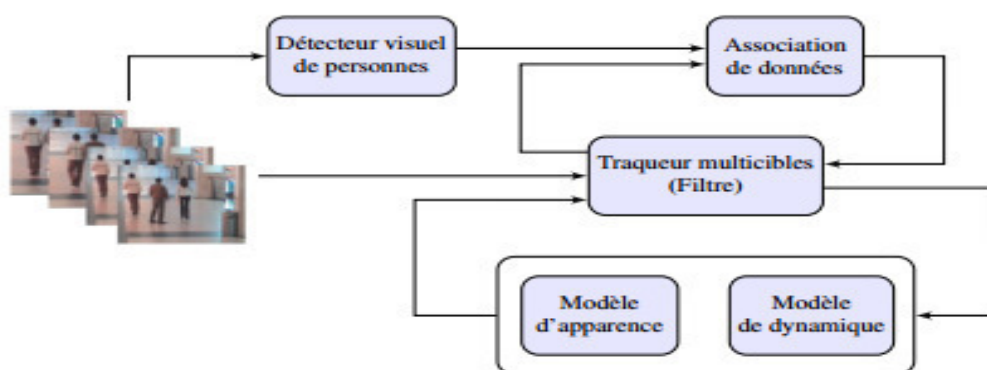 Détecteur visuel
de personnes
Association
de données
Traqueur multicibles
(Filtre)
Modèle
d'apparence
Modèle
de dynamique